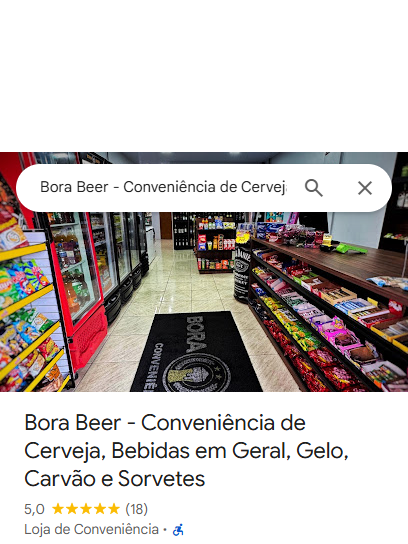 Bora Beer - Conveniência de Cervej
BORA
CONVENIÊ
Bora Beer - Conveniência de
Cerveja, Bebidas em Geral, Gelo,
Carvão e Sorvetes
5,0 (18)
Loja de Conveniência ·